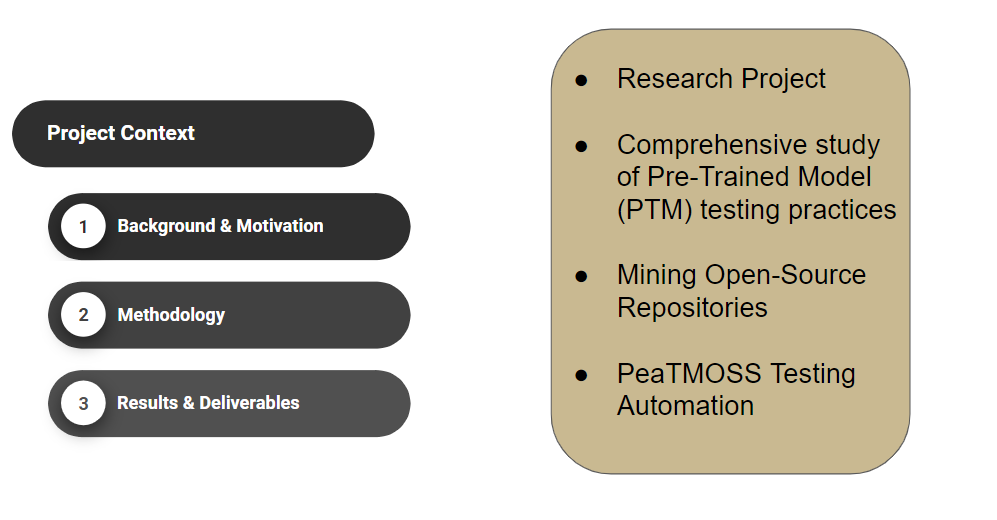 Project Context
1 Background & Motivation
2 Methodology
3 Results & Deliverables
● Research Project
● Comprehensive study
of Pre-Trained Model
(PTM) testing practices
● Mining Open-Source
Repositories
● PeaTMOSS Testing
Automation